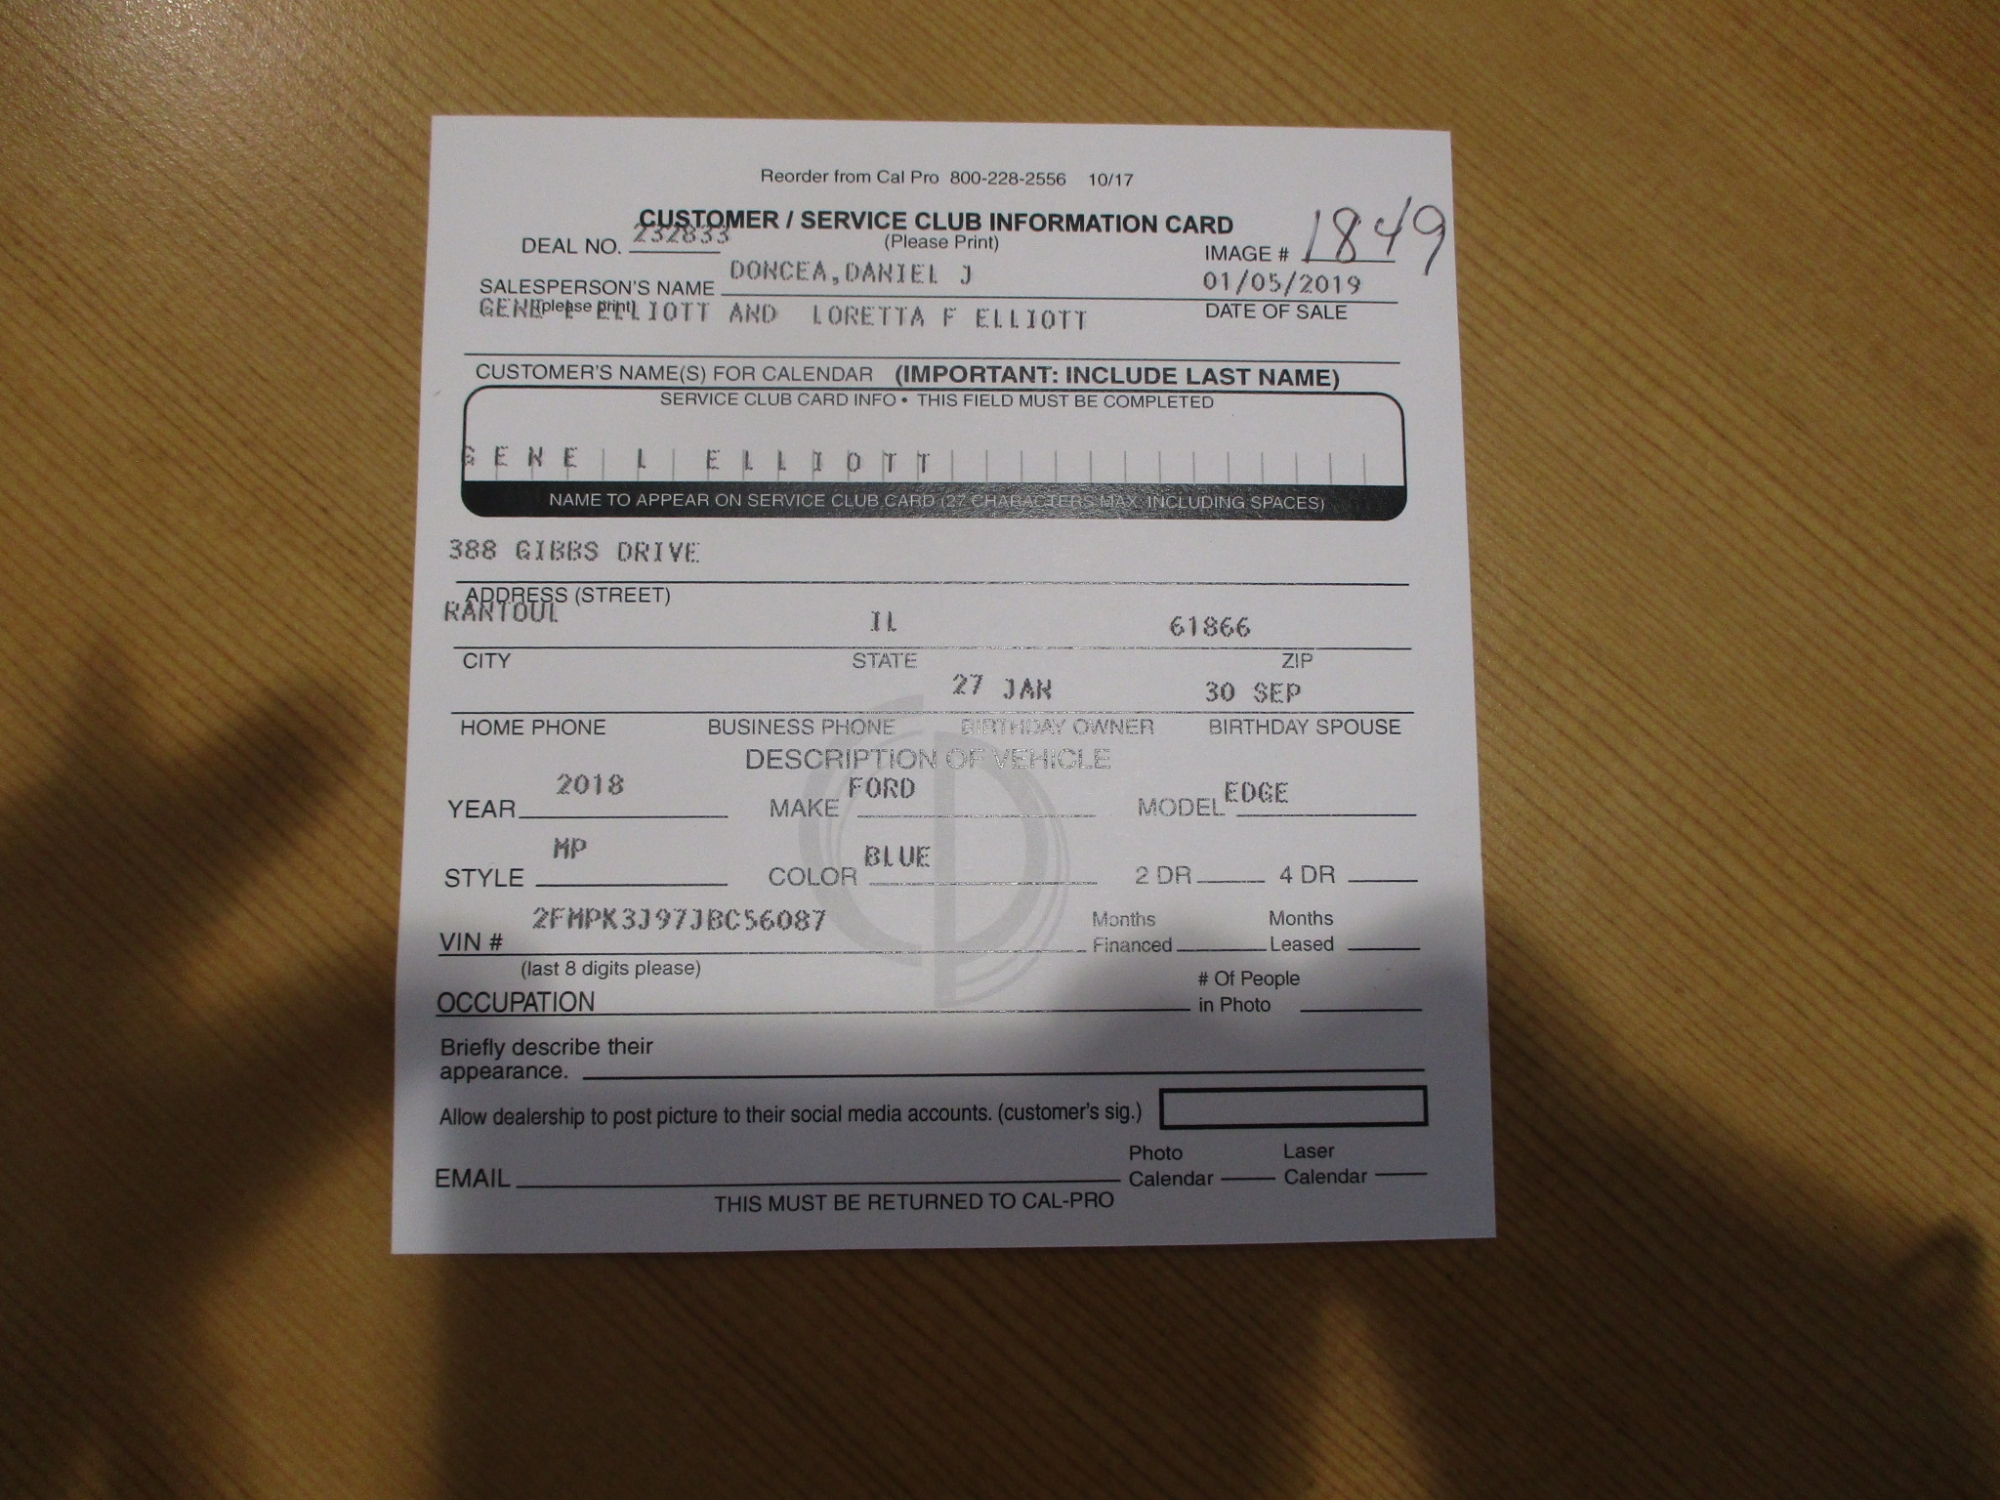 Reorder from Cal Pro 800-228-2556 10/17
CUSTOMER / SERVICE CLUB INFORMATION CARD
DEAL NO. 232833 (Please Print) IMAGE # 1849
SALESPERSON'S NAME DONCEA,DANIEL J 01/05/2019
(please print) DATE OF SALE
GENE L ELLIOTT AND LORETTA F ELLIOTT
CUSTOMER'S NAME(S) FOR CALENDAR (IMPORTANT: INCLUDE LAST NAME)
SERVICE CLUB CARD INFO • THIS FIELD MUST BE COMPLETED
GENE L ELLIOTT
NAME TO APPEAR ON SERVICE CLUB CARD (27 CHARACTERS MAX. INCLUDING SPACES)
388 GIBBS DRIVE
ADDRESS (STREET)
RANTOUL IL 61866
CITY STATE ZIP
27 JAN 30 SEP
HOME PHONE BUSINESS PHONE BIRTHDAY OWNER BIRTHDAY SPOUSE
DESCRIPTION OF VEHICLE
YEAR 2018 MAKE FORD MODEL EDGE
STYLE MP COLOR BLUE 2 DR 4 DR
VIN # 2FMPK3J97JBC56087 Months Financed Months Leased
(last 8 digits please)
OCCUPATION # Of People in Photo
Briefly describe their
appearance.
Allow dealership to post picture to their social media accounts. (customer's sig.)
EMAIL Photo Calendar Laser Calendar
THIS MUST BE RETURNED TO CAL-PRO